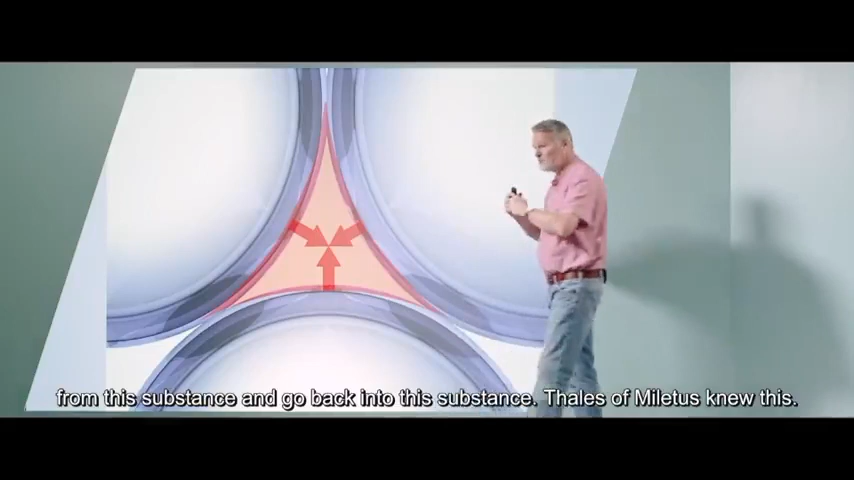 from this substance and go back into this substance. Thales of Miletus knew this.